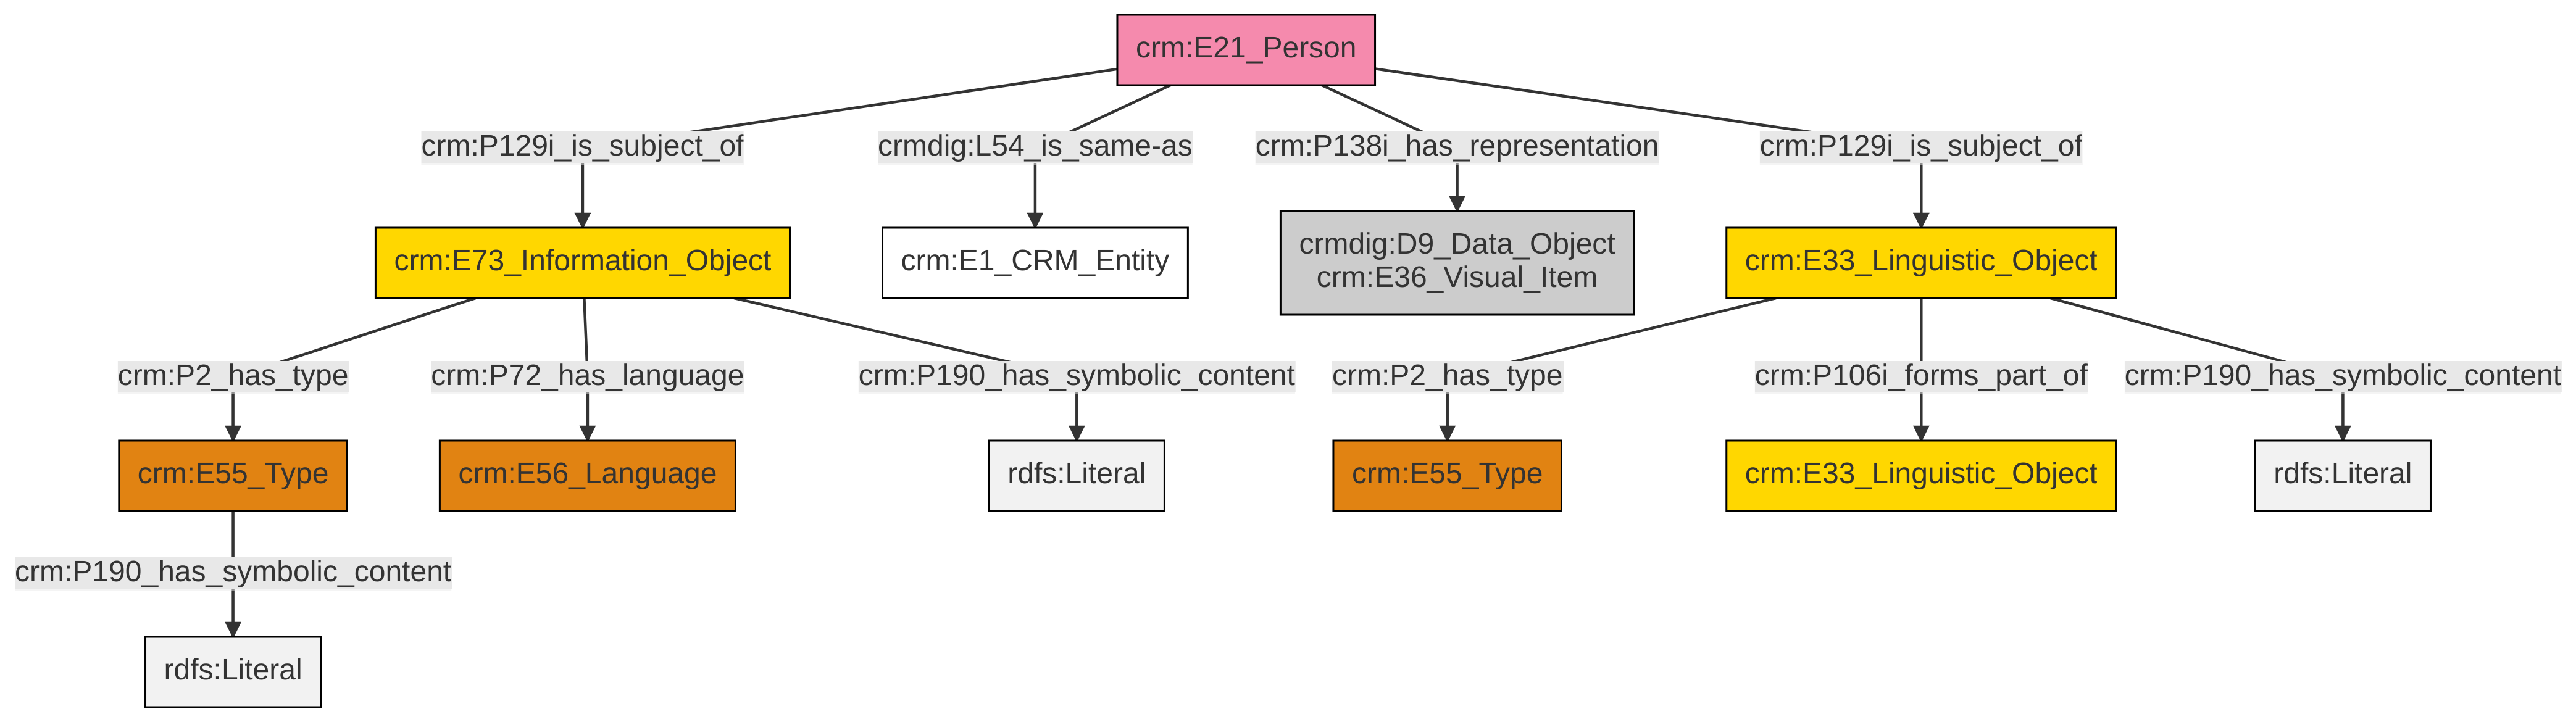 crm:E21_Person
crm:P129i_is_subject_of
crmdig:L54_is_same-as
crm:P138i_has_representation
crm:P129i_is_subject_of
crm:E73_Information_Object
crm:E1_CRM_Entity
crmdig:D9_Data_Object
crm:E36_Visual_Item
crm:E33_Linguistic_Object
crm:P2_has_type
crm:P72_has_language
crm:P190_has_symbolic_content
crm:P2_has_type
crm:P106i_forms_part_of
crm:P190_has_symbolic_content
crm:E55_Type
crm:E56_Language
rdfs:Literal
crm:E55_Type
crm:E33_Linguistic_Object
rdfs:Literal
crm:P190_has_symbolic_content
rdfs:Literal